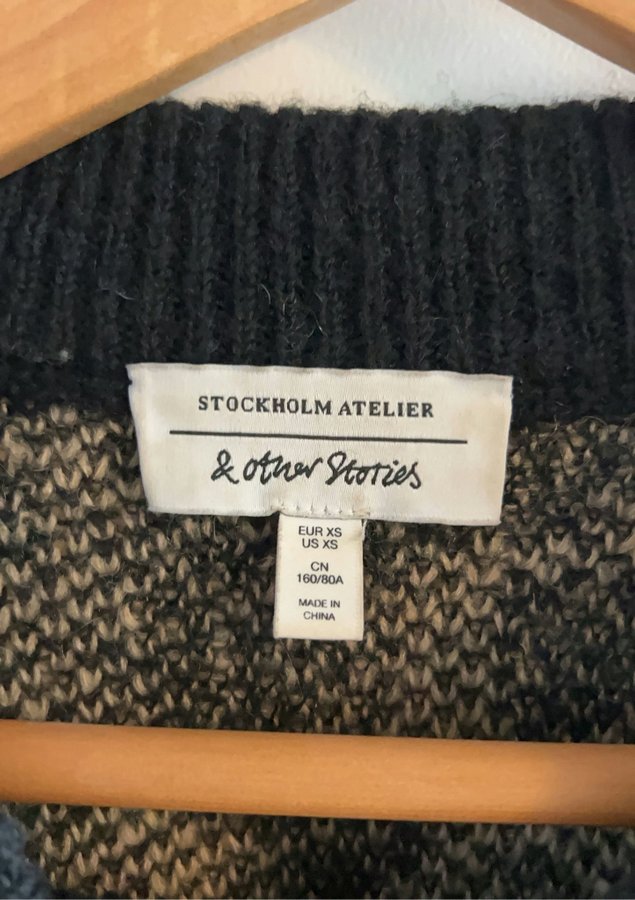 STOCKHOLM ATELIER
& other Stories
EUR XS
US XS
CN
160/80A
MADE IN
CHINA